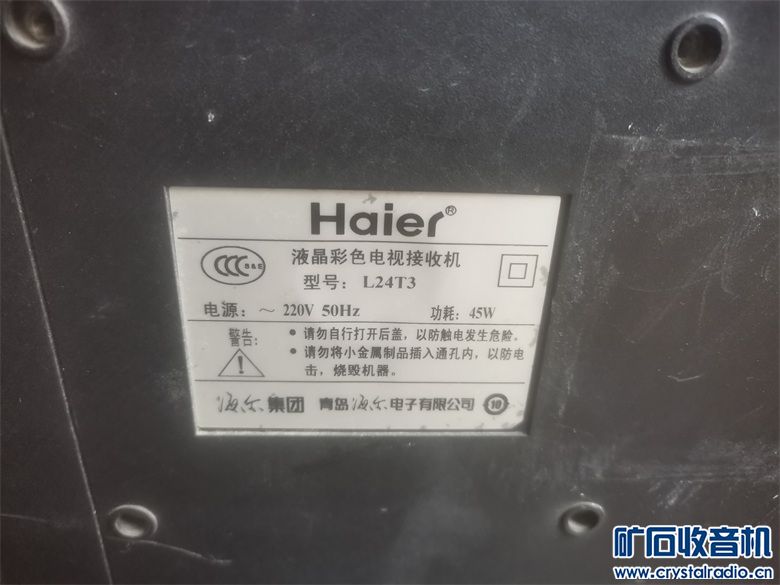 Haier®
液晶彩色电视接收机
CCC S&E
型号: L24T3
电源: ~ 220V 50Hz 功耗: 45W
警告:
• 请勿自行打开后盖，以防触电发生危险。
• 请勿将小金属制品插入通孔内，以防电
击，烧毁机器。
海尔集团 青岛海尔电子有限公司 10
矿石收音机
www.crystalradio.cn